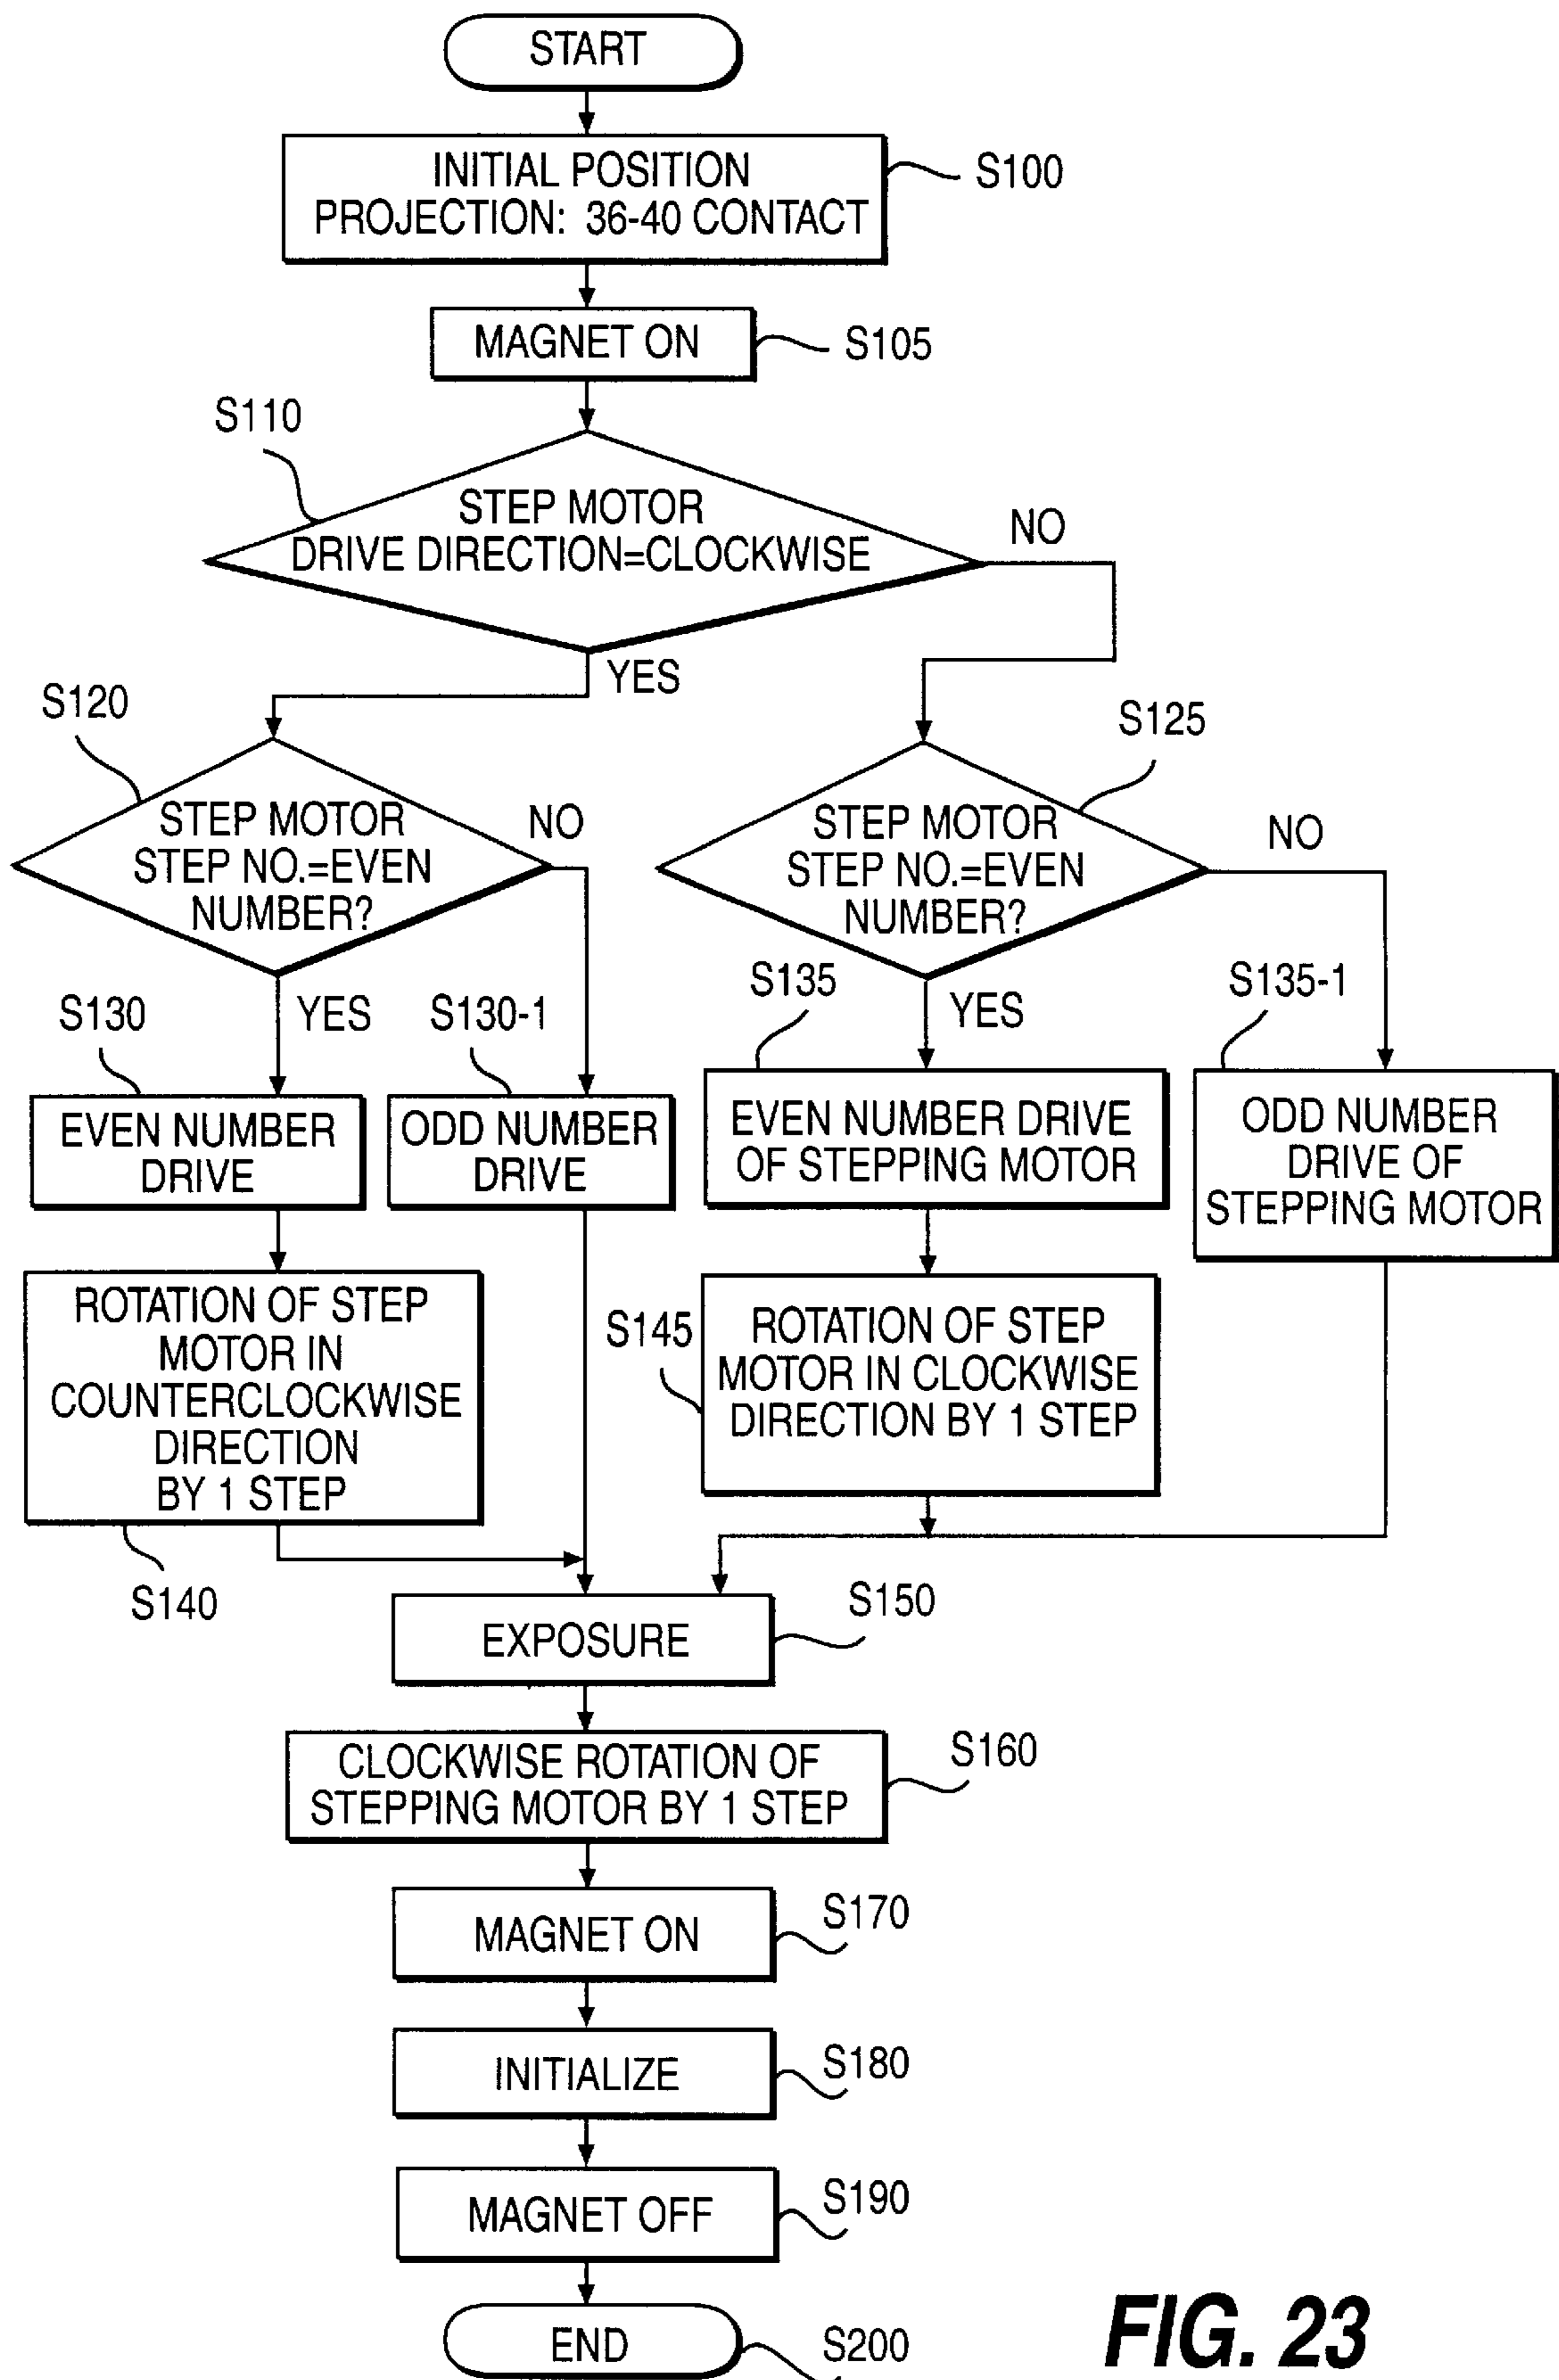 START
INITIAL POSITION
PROJECTION: 36-40 CONTACT
S100
MAGNET ON
S105
S110
STEP MOTOR
DRIVE DIRECTION=CLOCKWISE
NO
YES
S120
STEP MOTOR
STEP NO.=EVEN
NUMBER?
NO
S125
STEP MOTOR
STEP NO.=EVEN
NUMBER?
NO
S130
YES
S130-1
S135
YES
S135-1
EVEN NUMBER
DRIVE
ODD NUMBER
DRIVE
EVEN NUMBER DRIVE
OF STEPPING MOTOR
ODD NUMBER
DRIVE OF
STEPPING MOTOR
ROTATION OF STEP
MOTOR IN
COUNTERCLOCKWISE
DIRECTION
BY 1 STEP
S140
S145
ROTATION OF STEP
MOTOR IN CLOCKWISE
DIRECTION BY 1 STEP
EXPOSURE
S150
CLOCKWISE ROTATION OF
STEPPING MOTOR BY 1 STEP
S160
MAGNET ON
S170
INITIALIZE
S180
MAGNET OFF
S190
END
S200
FIG. 23